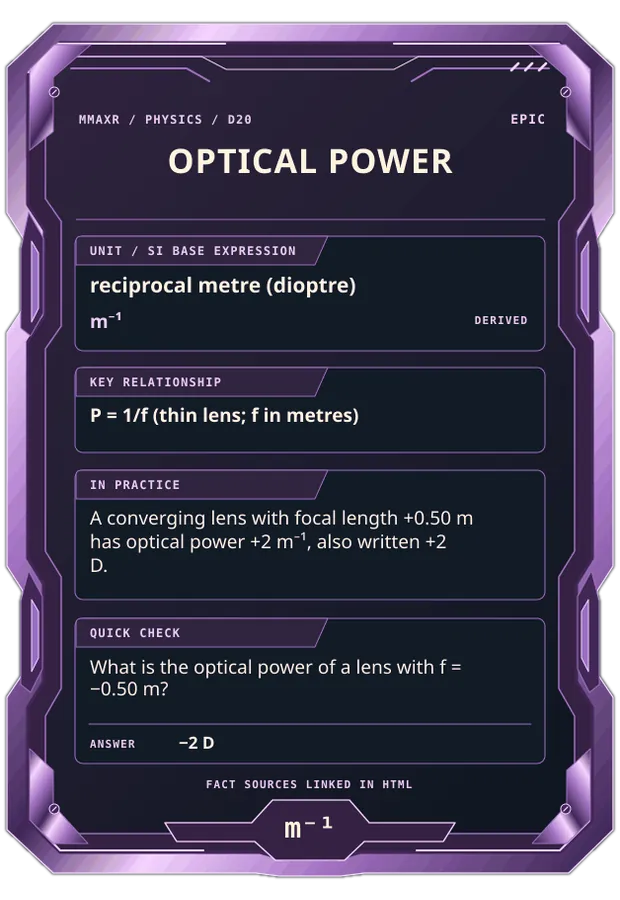 MMAXR / PHYSICS / D20
EPIC
OPTICAL POWER
UNIT / SI BASE EXPRESSION
reciprocal metre (dioptre)
m⁻¹
DERIVED
KEY RELATIONSHIP
P = 1/f (thin lens; f in metres)
IN PRACTICE
A converging lens with focal length +0.50 m
has optical power +2 m⁻¹, also written +2
D.
QUICK CHECK
What is the optical power of a lens with f =
−0.50 m?
ANSWER −2 D
FACT SOURCES LINKED IN HTML
m⁻¹